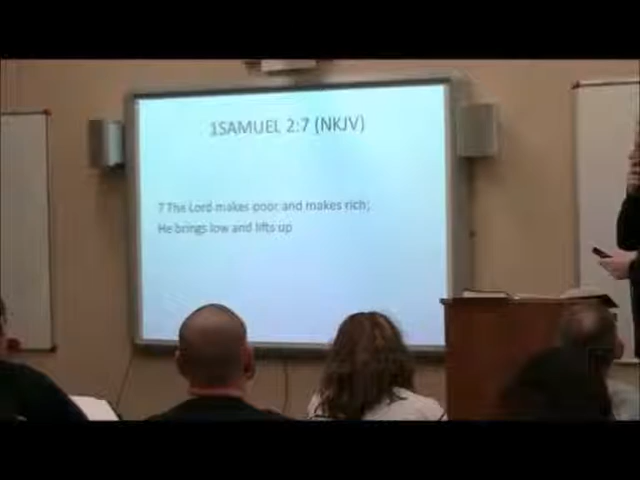 1SAMUEL 2:7 (NKJV)
7 The Lord makes poor and makes rich;
He brings low and lifts up